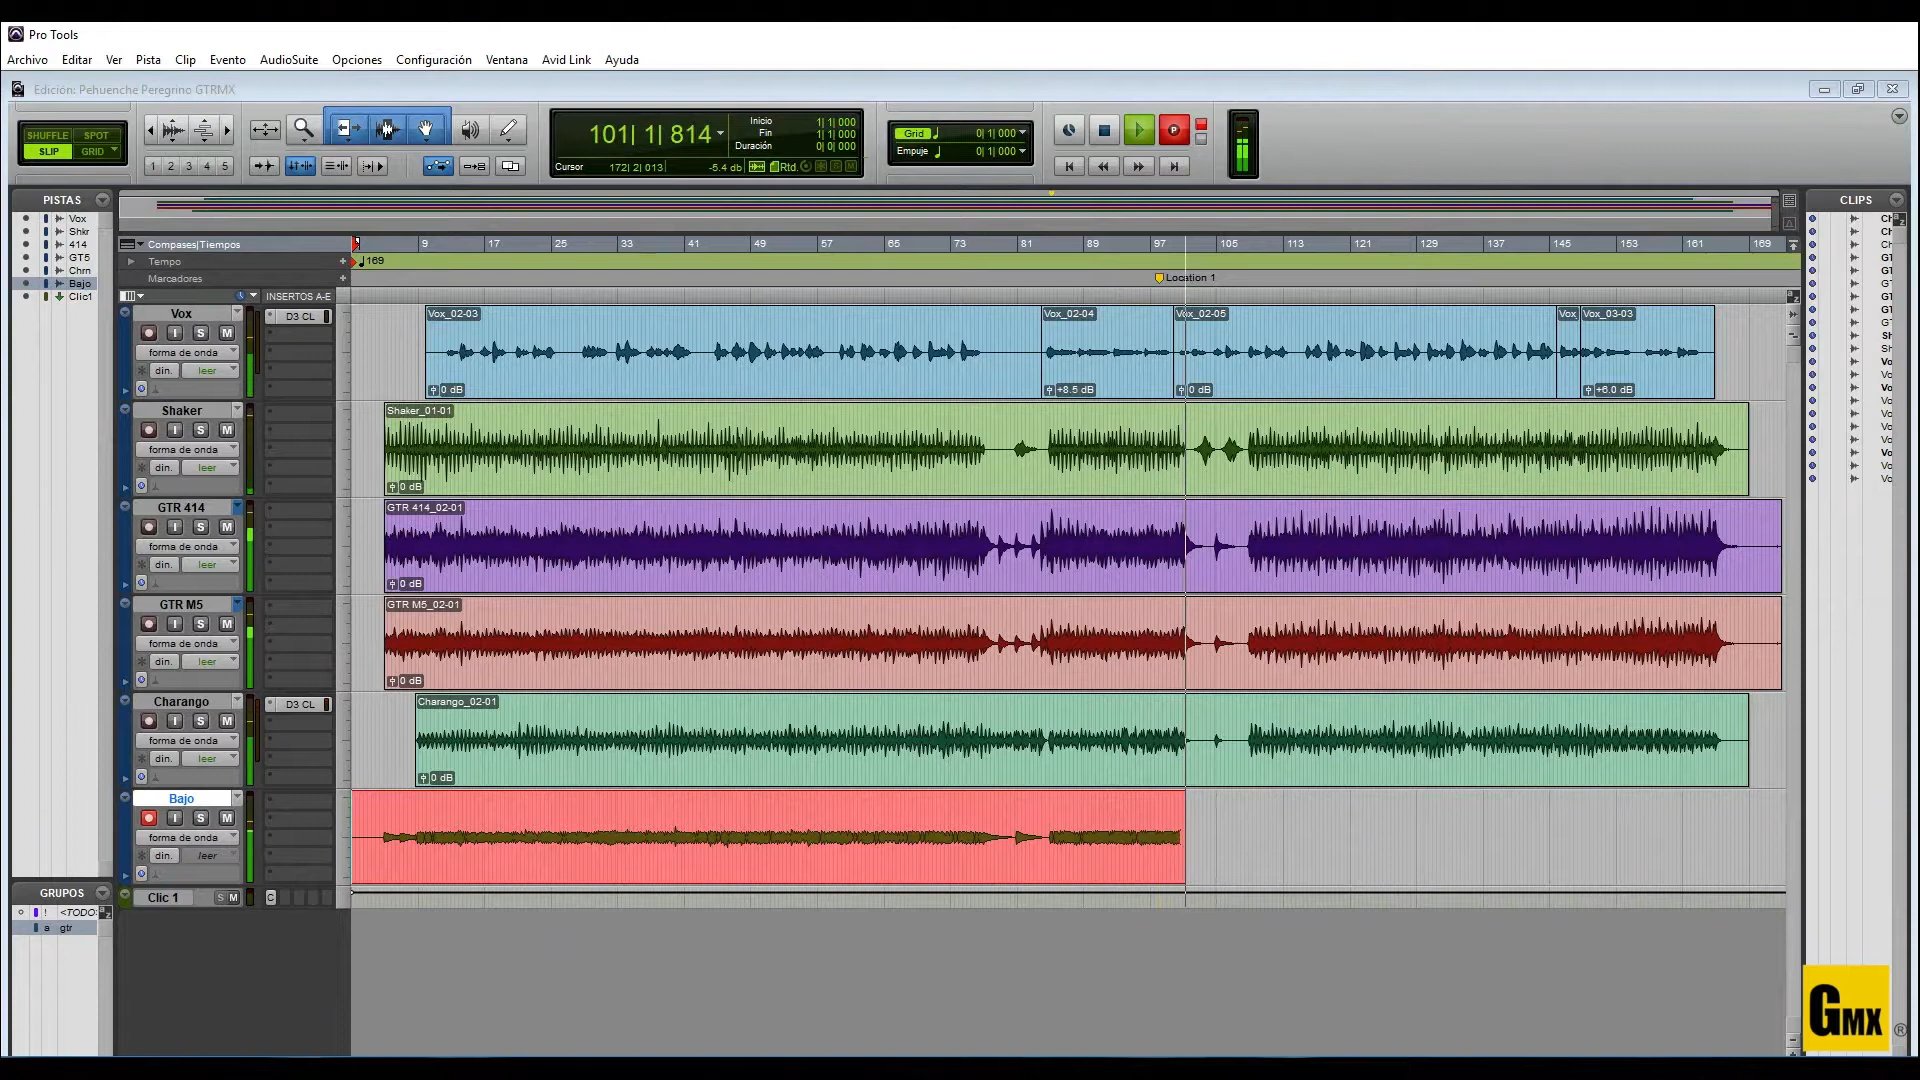 Pro Tools
Archivo Editar Ver Pista Clip Evento AudioSuite Opciones Configuración Ventana Avid Link Ayuda
Edición: Pehuenche Peregrino GTRMX
SHUFFLE SPOT
SLIP GRID
1 2 3 4 5
101| 1| 814
Inicio 1| 1| 000
Fin 1| 1| 000
Duración 0| 0| 000
Cursor 172| 2| 013 -5.4 db Rtd.
Grid 0| 1| 000
Empuje 0| 1| 000
PISTAS
Vox
Shkr
414
GT5
Chrn
Bajo
Clic1
CLIPS
Compases|Tiempos
9 17 25 33 41 49 57 65 73 81 89 97 105 113 121 129 137 145 153 161 169
Tempo 169
Marcadores Location 1
INSERTOS A-E
Vox
I S M
forma de onda
din. leer
D3 CL
Vox_02-03 Vox_02-04 Vox_02-05 Vox Vox_03-03
0 dB +8.5 dB 0 dB +6.0 dB
Shaker
I S M
forma de onda
din. leer
Shaker_01-01
0 dB
GTR 414
I S M
forma de onda
din. leer
GTR 414_02-01
0 dB
GTR M5
I S M
forma de onda
din. leer
GTR M5_02-01
0 dB
Charango
I S M
forma de onda
din. leer
D3 CL
Charango_02-01
0 dB
Bajo
I S M
forma de onda
din. leer
Clic 1 S M C
GRUPOS
! <TODO>
a gtr
GMX ®